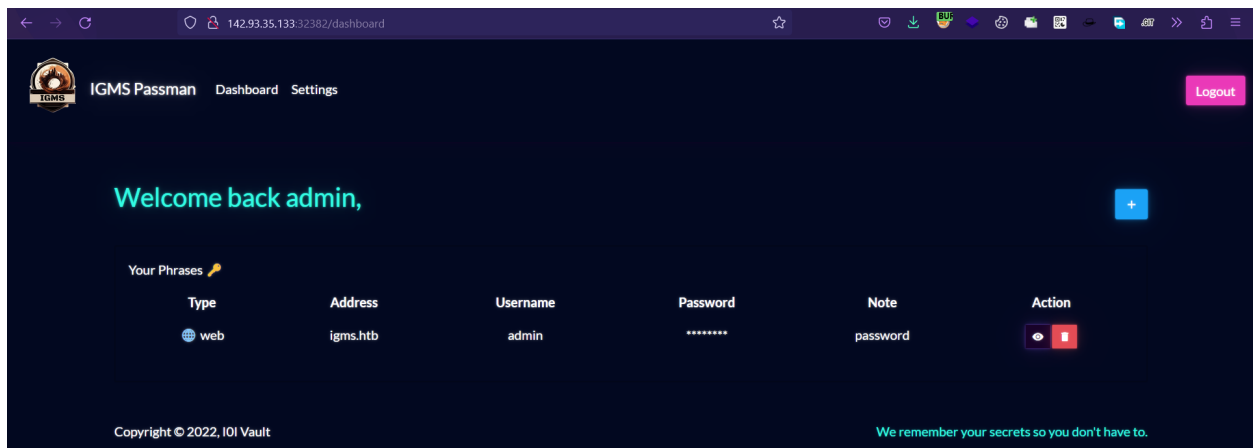 142.93.35.133:32382/dashboard
BUF
IGMS
IGMS Passman Dashboard Settings Logout
Welcome back admin,
+
Your Phrases 🔑
Type Address Username Password Note Action
web igms.htb admin ******** password
Copyright © 2022, I0I Vault We remember your secrets so you don't have to.